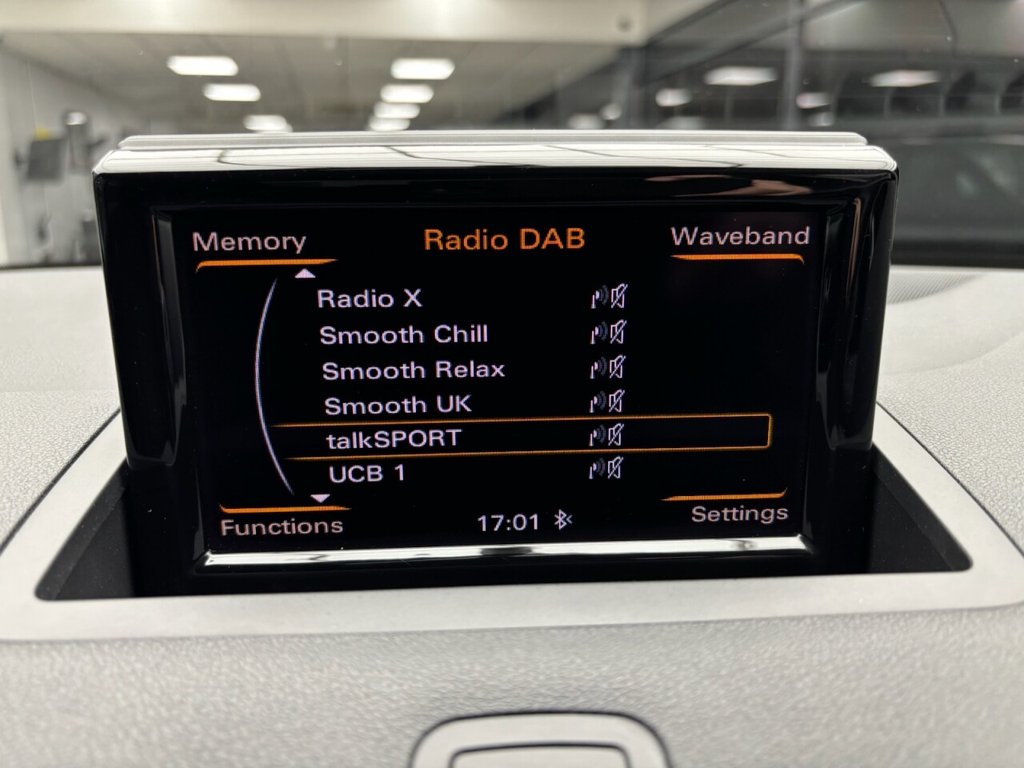 Memory Radio DAB Waveband
Radio X
Smooth Chill
Smooth Relax
Smooth UK
talkSPORT
UCB 1
Functions 17:01 Settings